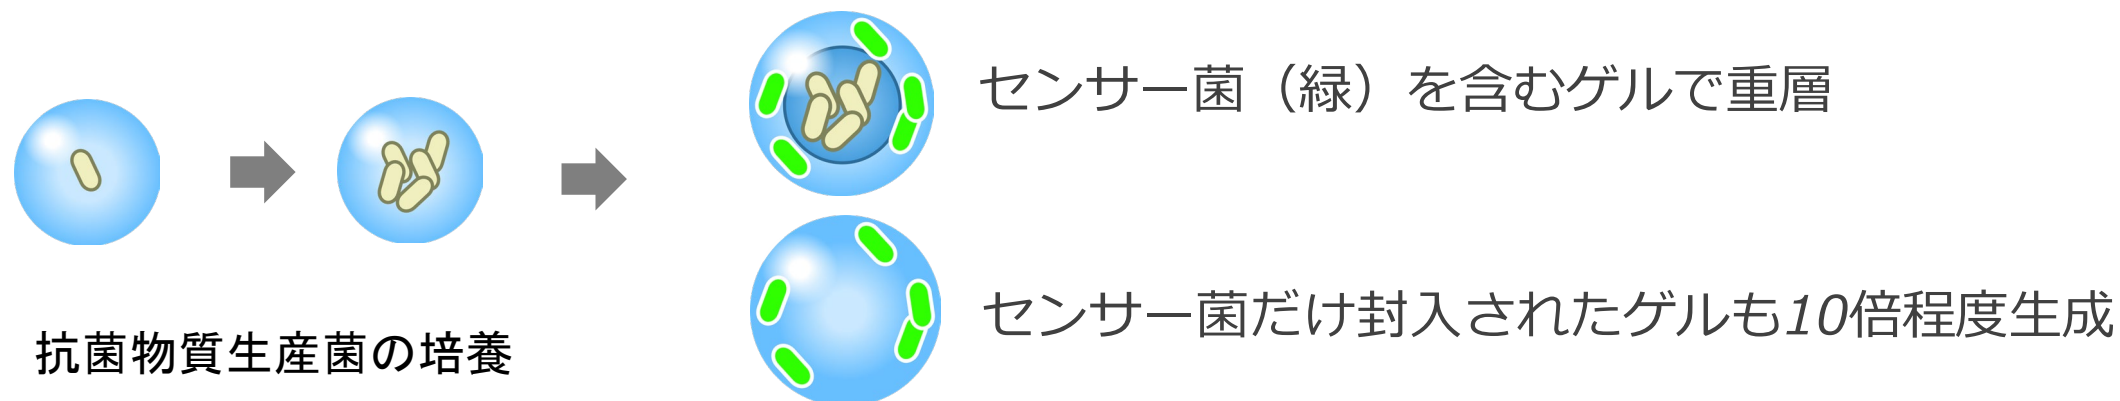 センサー菌（緑）を含むゲルで重層
センサー菌だけ封入されたゲルも10倍程度生成
抗菌物質生産菌の培養